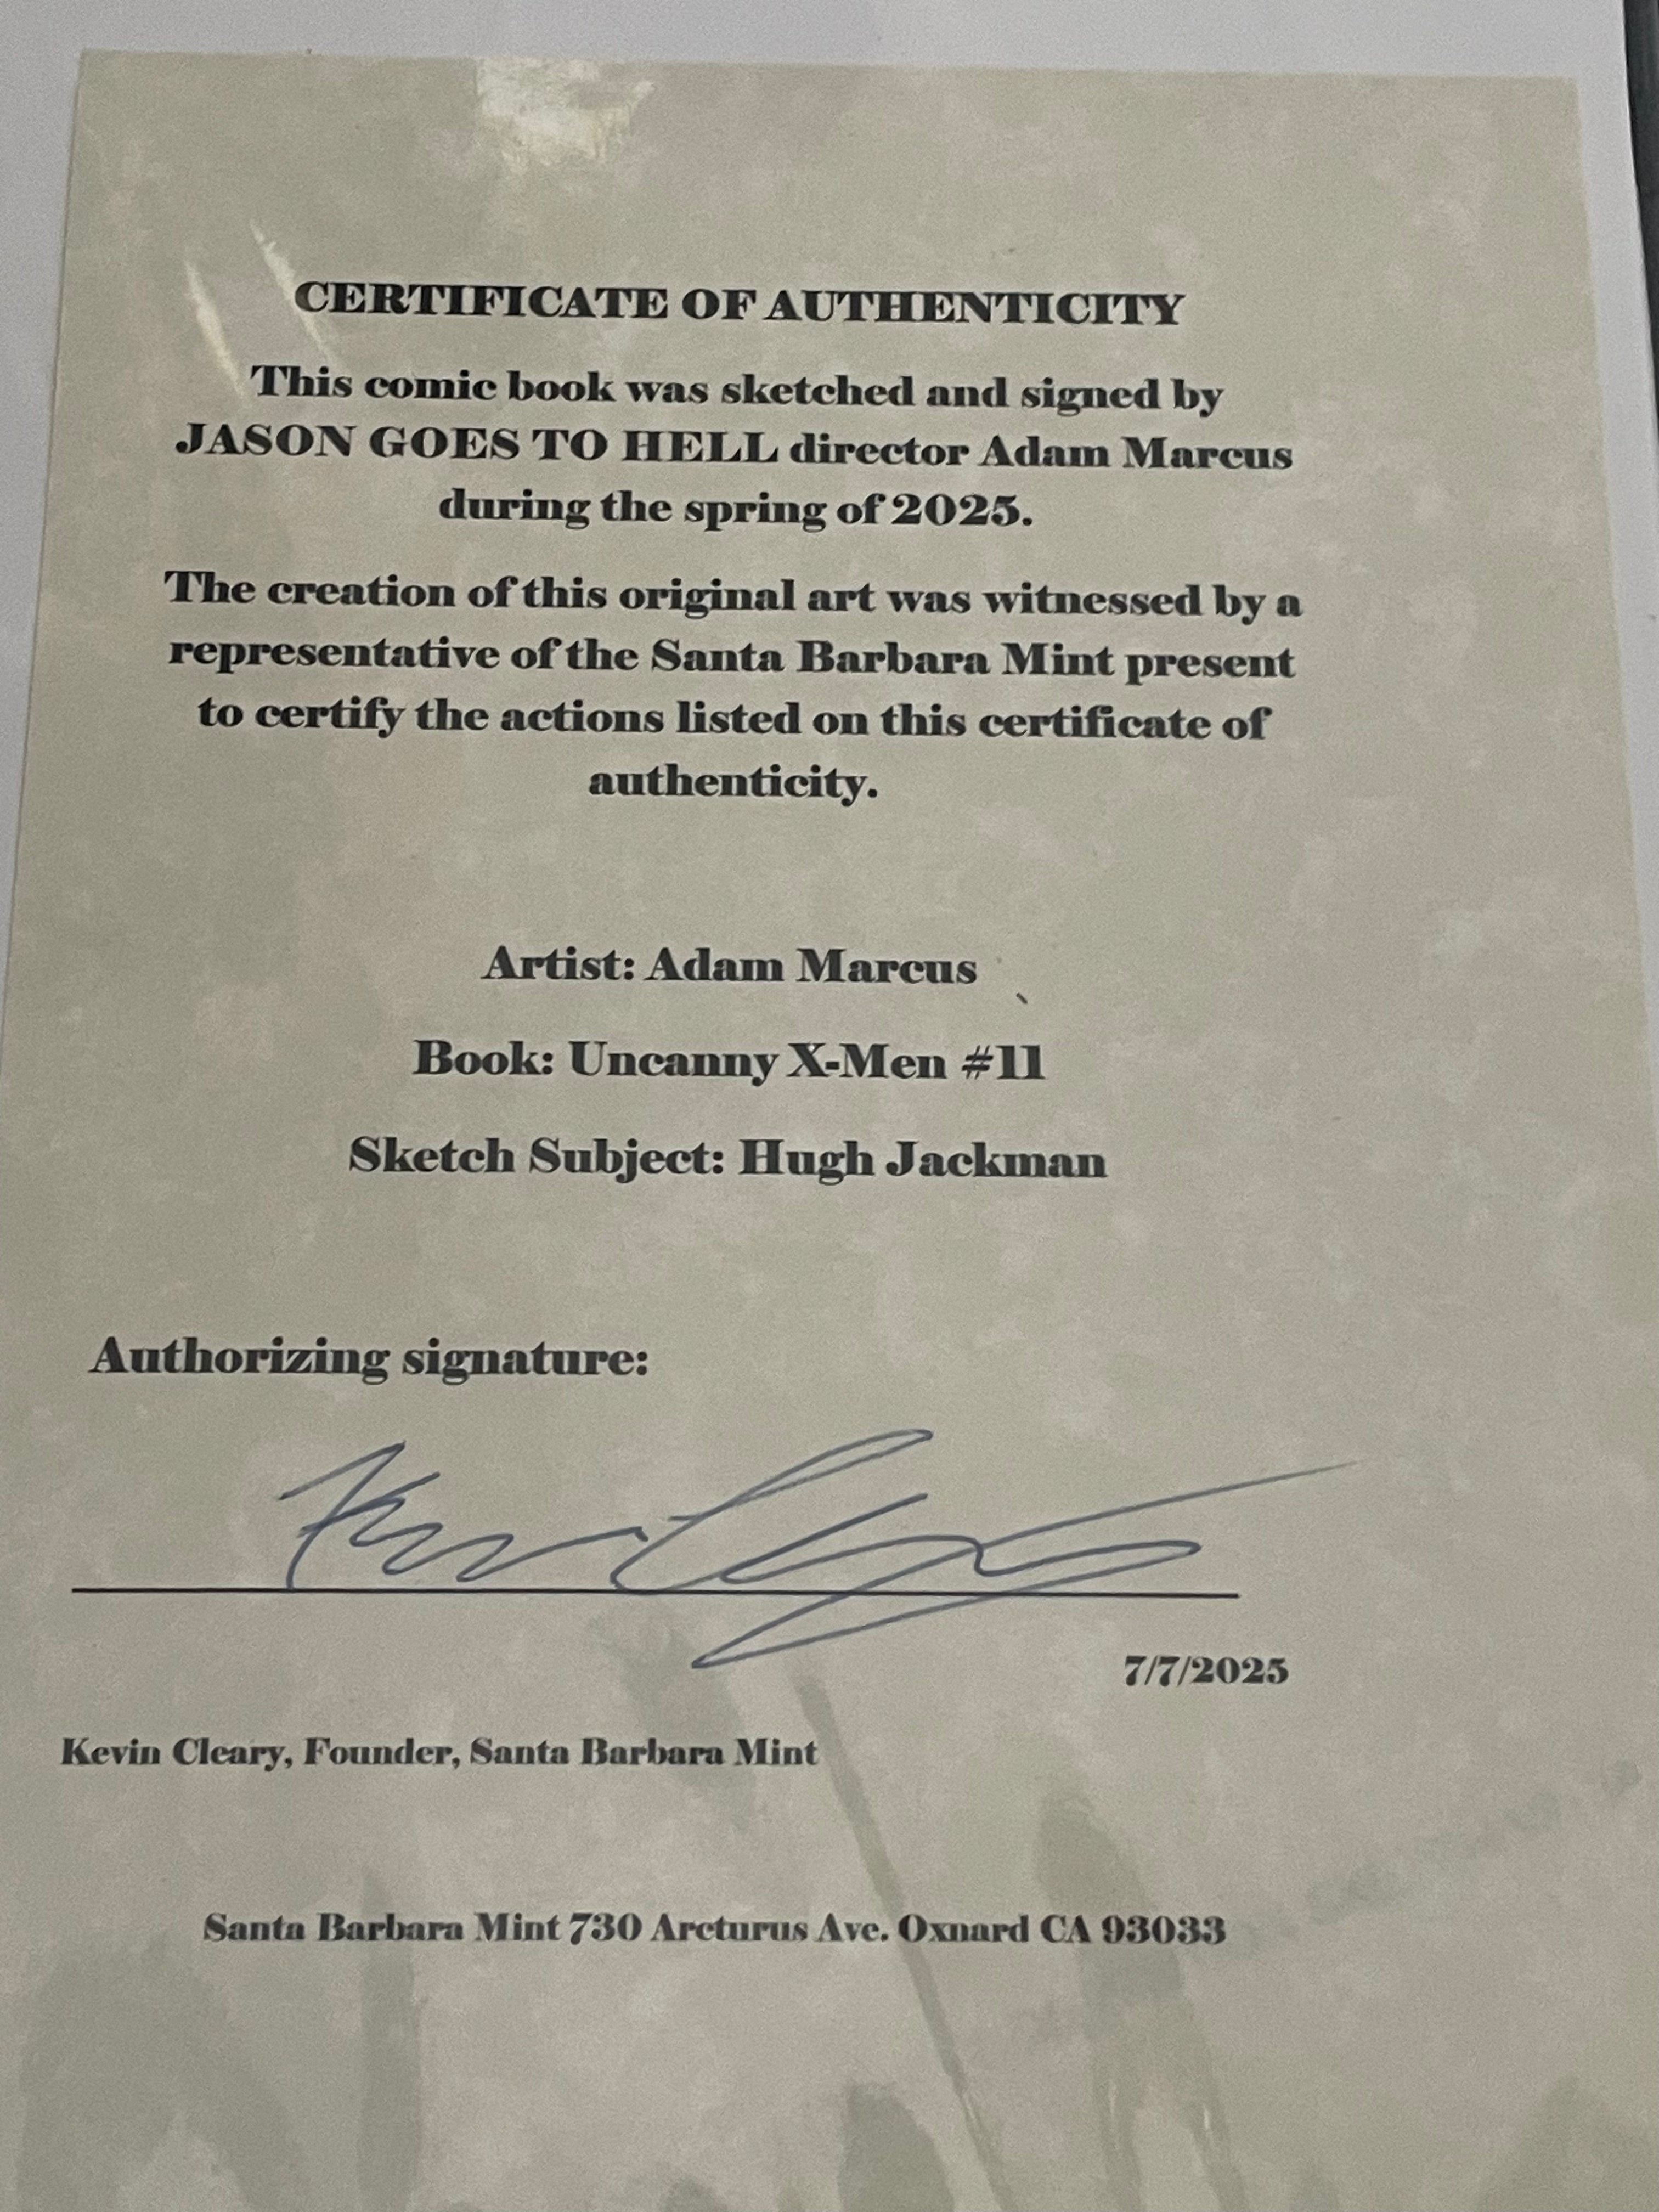 CERTIFICATE OF AUTHENTICITY
This comic book was sketched and signed by
JASON GOES TO HELL director Adam Marcus
during the spring of 2025.
The creation of this original art was witnessed by a
representative of the Santa Barbara Mint present
to certify the actions listed on this certificate of
authenticity.
Artist: Adam Marcus
Book: Uncanny X-Men #11
Sketch Subject: Hugh Jackman
Authorizing signature:
7/7/2025
Kevin Cleary, Founder, Santa Barbara Mint
Santa Barbara Mint 730 Arcturus Ave. Oxnard CA 93033